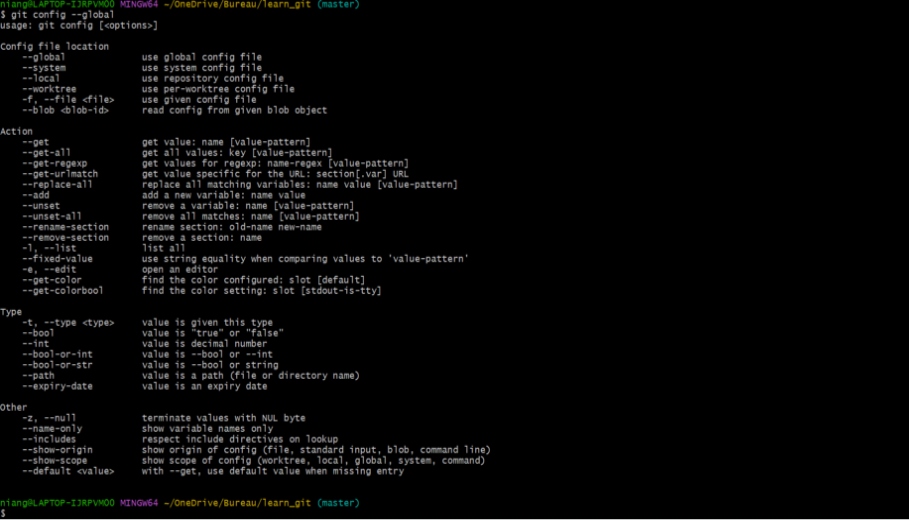 niang@LAPTOP-IJRPVMOO MINGW64 ~/OneDrive/Bureau/learn_git (master)
$ git config --global
usage: git config [<options>]

Config file location
    --global              use global config file
    --system              use system config file
    --local               use repository config file
    --worktree            use per-worktree config file
    -f, --file <file>     use given config file
    --blob <blob-id>      read config from given blob object

Action
    --get                 get value: name [value-pattern]
    --get-all             get all values: key [value-pattern]
    --get-regexp          get values for regexp: name-regex [value-pattern]
    --get-urlmatch        get value specific for the URL: section[.var] URL
    --replace-all         replace all matching variables: name value [value-pattern]
    --add                 add a new variable: name value
    --unset               remove a variable: name [value-pattern]
    --unset-all           remove all matches: name [value-pattern]
    --rename-section      rename section: old-name new-name
    --remove-section      remove a section: name
    -l, --list            list all
    --fixed-value         use string equality when comparing values to 'value-pattern'
    -e, --edit            open an editor
    --get-color           find the color configured: slot [default]
    --get-colorbool       find the color setting: slot [stdout-is-tty]

Type
    -t, --type <type>     value is given this type
    --bool                value is "true" or "false"
    --int                 value is decimal number
    --bool-or-int         value is --bool or --int
    --bool-or-str         value is --bool or string
    --path                value is a path (file or directory name)
    --expiry-date         value is an expiry date

Other
    -z, --null            terminate values with NUL byte
    --name-only           show variable names only
    --includes            respect include directives on lookup
    --show-origin         show origin of config (file, standard input, blob, command line)
    --show-scope          show scope of config (worktree, local, global, system, command)
    --default <value>     with --get, use default value when missing entry

niang@LAPTOP-IJRPVMOO MINGW64 ~/OneDrive/Bureau/learn_git (master)
$